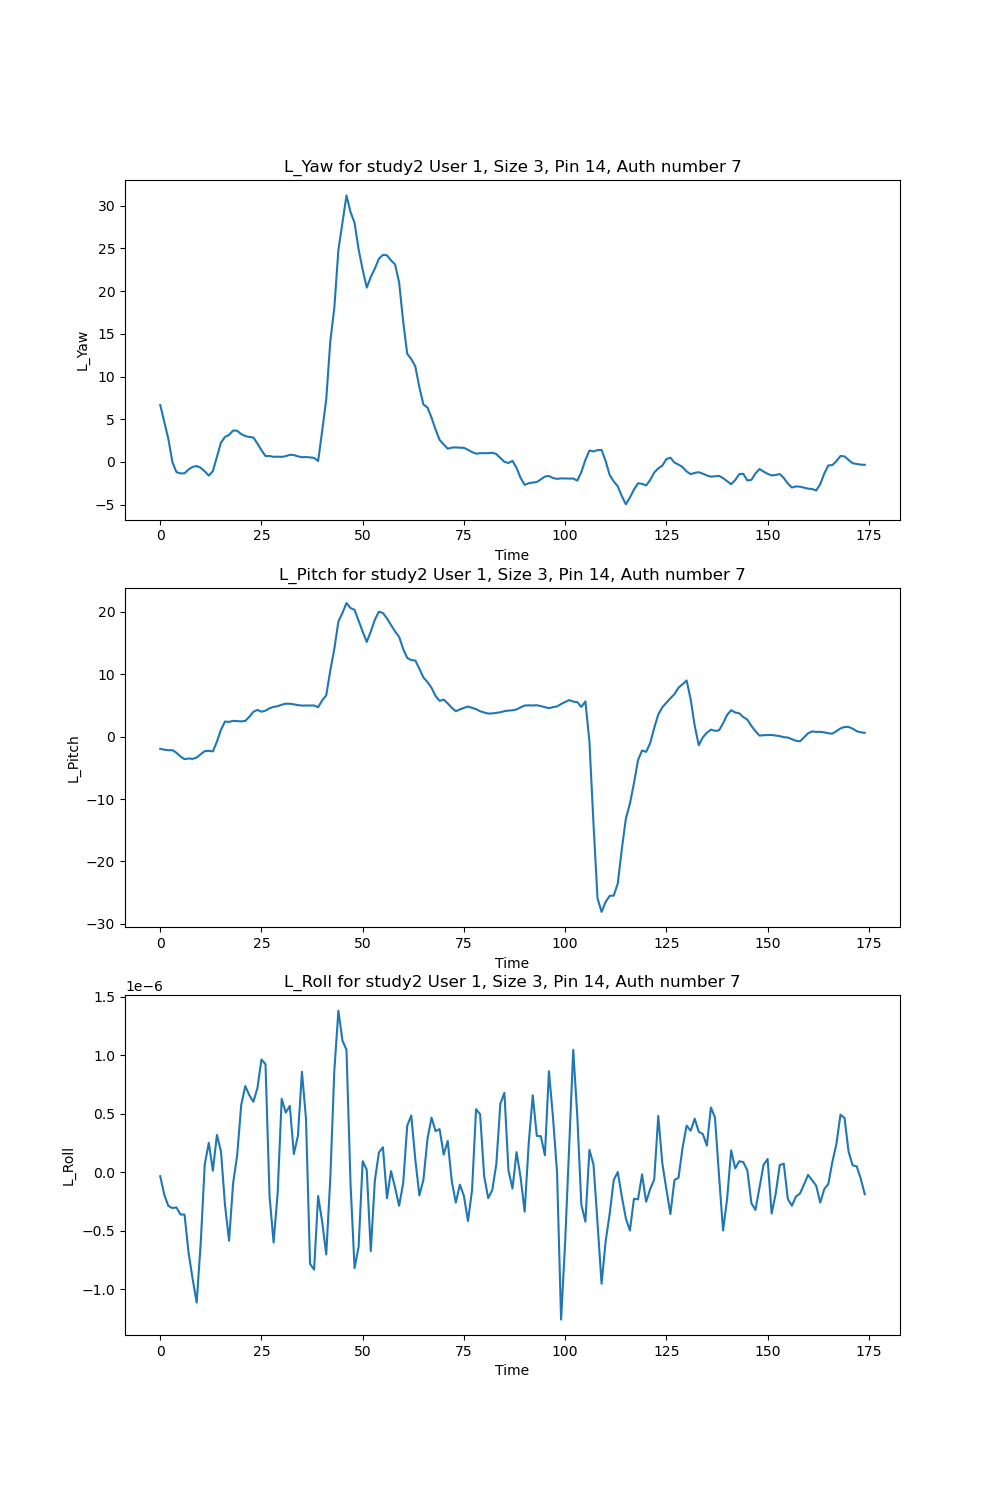 L_Yaw for study2 User 1, Size 3, Pin 14, Auth number 7
30
25
20
15
10
5
0
−5
L_Yaw
0 25 50 75 100 125 150 175
Time
L_Pitch for study2 User 1, Size 3, Pin 14, Auth number 7
20
10
0
−10
−20
−30
L_Pitch
0 25 50 75 100 125 150 175
Time
L_Roll for study2 User 1, Size 3, Pin 14, Auth number 7
1e−6
1.5
1.0
0.5
0.0
−0.5
−1.0
L_Roll
0 25 50 75 100 125 150 175
Time